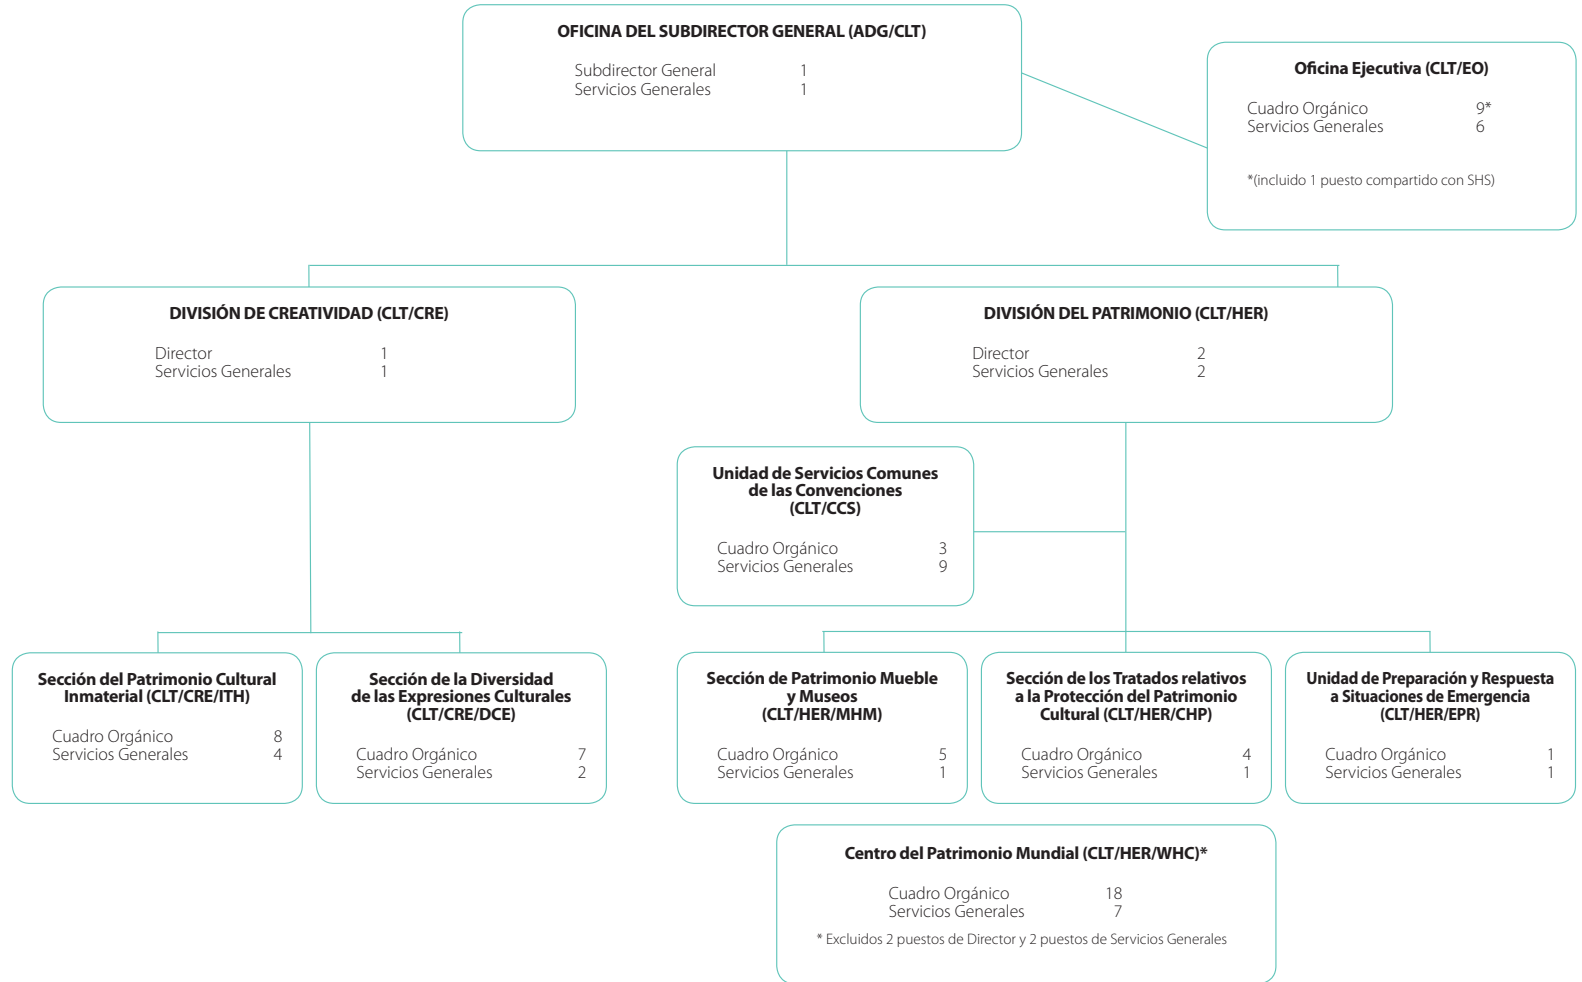 OFICINA DEL SUBDIRECTOR GENERAL (ADG/CLT)
Subdirector General 1
Servicios Generales 1
Oficina Ejecutiva (CLT/EO)
Cuadro Orgánico 9*
Servicios Generales 6
*(incluido 1 puesto compartido con SHS)
DIVISIÓN DE CREATIVIDAD (CLT/CRE)
Director 1
Servicios Generales 1
DIVISIÓN DEL PATRIMONIO (CLT/HER)
Director 2
Servicios Generales 2
Unidad de Servicios Comunes
de las Convenciones
(CLT/CCS)
Cuadro Orgánico 3
Servicios Generales 9
Sección del Patrimonio Cultural
Inmaterial (CLT/CRE/ITH)
Cuadro Orgánico 8
Servicios Generales 4
Sección de la Diversidad
de las Expresiones Culturales
(CLT/CRE/DCE)
Cuadro Orgánico 7
Servicios Generales 2
Sección de Patrimonio Mueble
y Museos
(CLT/HER/MHM)
Cuadro Orgánico 5
Servicios Generales 1
Sección de los Tratados relativos
a la Protección del Patrimonio
Cultural (CLT/HER/CHP)
Cuadro Orgánico 4
Servicios Generales 1
Unidad de Preparación y Respuesta
a Situaciones de Emergencia
(CLT/HER/EPR)
Cuadro Orgánico 1
Servicios Generales 1
Centro del Patrimonio Mundial (CLT/HER/WHC)*
Cuadro Orgánico 18
Servicios Generales 7
* Excluidos 2 puestos de Director y 2 puestos de Servicios Generales